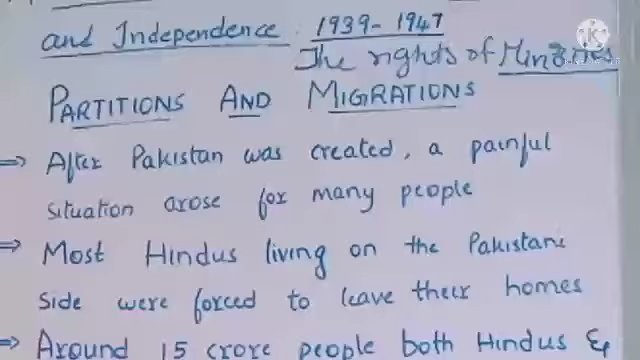 and Independence 1939-1947
The rights of Minorities
PARTITIONS AND MIGRATIONS
⇒ After Pakistan was created, a painful
situation arose for many people
⇒ Most Hindus living on the Pakistani
side were forced to leave their homes
⇒ Around 15 crore people both Hindus &